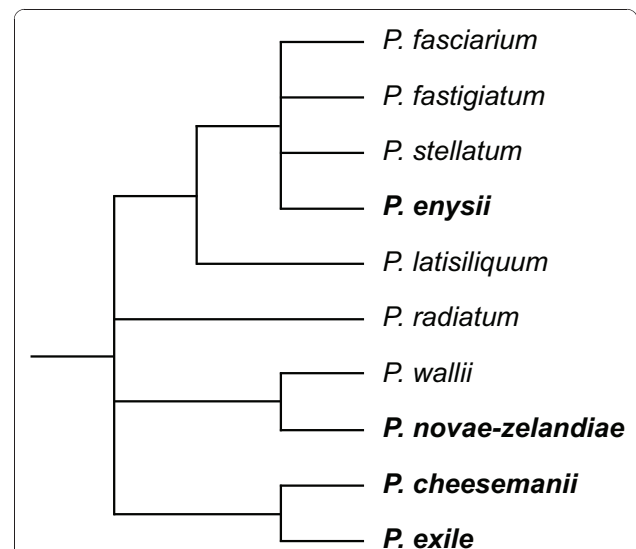 P. fasciarium
P. fastigiatum
P. stellatum
P. enysii
P. latisiliquum
P. radiatum
P. wallii
P. novae-zelandiae
P. cheesemanii
P. exile